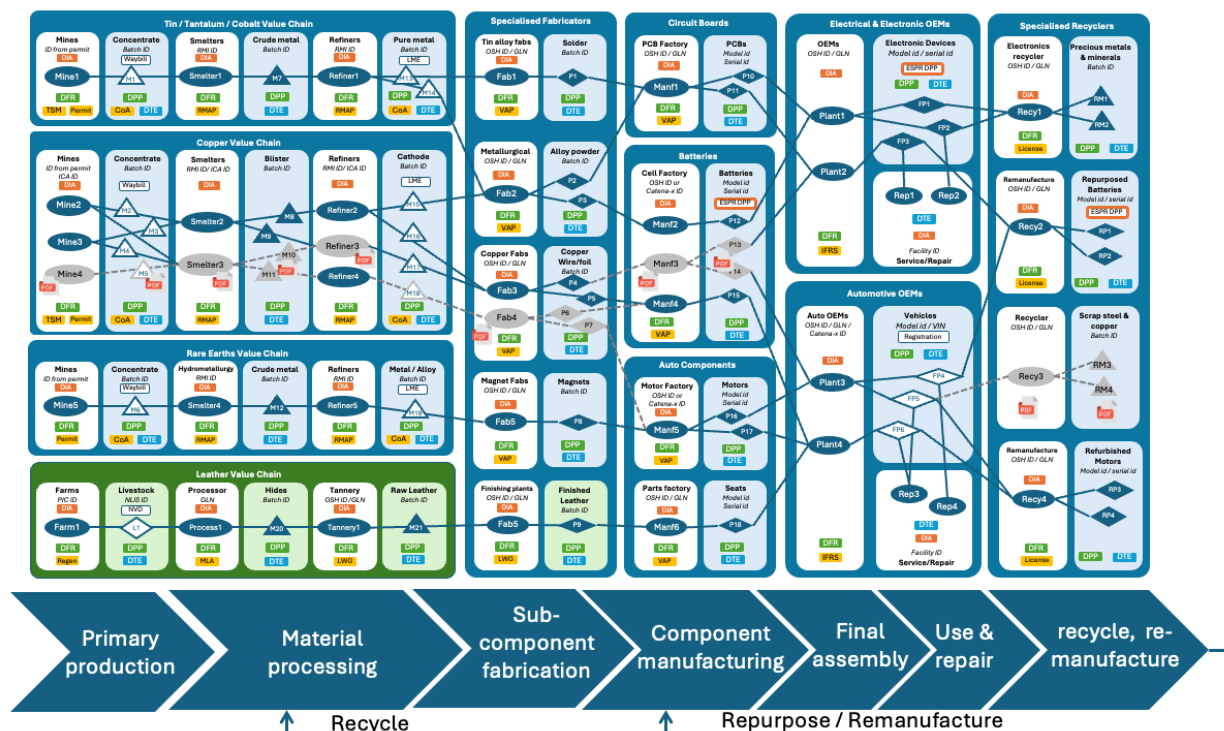 Tin / Tantalum / Cobalt Value Chain
Mines
ID from permit
DIA
Mine1
DFR
TSM Permit
Concentrate
Batch ID
Waybill
M1
DPP
CoA DTE
Smelters
RMI ID
DIA
Smelter1
DFR
RMAP
Crude metal
Batch ID
M7
DPP
DTE
Refiners
RMI ID
DIA
Refiner1
DFR
RMAP
Pure metal
Batch ID
LME
M13
M14
DPP
CoA DTE
Copper Value Chain
Mines
ID from permit
ICA ID
DIA
Mine2
Mine3
Mine4
PDF
DFR
TSM Permit
Concentrate
Batch ID
Waybill
M2
M3
M4
M5
PDF
DPP
CoA DTE
Smelters
RMI ID/ ICA ID
DIA
Smelter2
Smelter3
PDF
DFR
RMAP
Blister
Batch ID
M8
M9
M10
M11
PDF
DPP
DTE
Refiners
RMI ID/ ICA ID
DIA
Refiner2
Refiner3
PDF
Refiner4
DFR
RMAP
Cathode
Batch ID
LME
M15
M16
M17
M18
DPP
CoA DTE
Rare Earths Value Chain
Mines
ID from permit
DIA
Mine5
DFR
Permit
Concentrate
Batch ID
Waybill
M6
DPP
CoA DTE
Hydrometallurgy
RMI ID
DIA
Smelter4
DFR
RMAP
Crude metal
Batch ID
M12
DPP
DTE
Refiners
RMI ID
DIA
Refiner5
DFR
RMAP
Metal / Alloy
Batch ID
LME
M19
DPP
CoA DTE
Leather Value Chain
Farms
PIC ID
DIA
Farm1
DFR
Regen
Livestock
NLIS ID
NVD
L1
DPP
DTE
Processor
GLN
DIA
Process1
DFR
MLA
Hides
Batch ID
M20
DPP
DTE
Tannery
OSH ID /GLN
DIA
Tannery1
DFR
LWG
Raw Leather
Batch ID
M21
DPP
DTE
Specialised Fabricators
Tin alloy fabs
OSH ID / GLN
DIA
Fab1
DFR
VAP
Solder
Batch ID
P1
DPP
DTE
Metallurgical
OSH ID / GLN
DIA
Fab2
DFR
VAP
Alloy powder
Batch ID
P2
P3
DPP
DTE
Copper Fabs
OSH ID / GLN
DIA
Fab3
Fab4
PDF
DFR
VAP
Copper
Wire/foil
Batch ID
P4
P5
P6
P7
DPP
DTE
Magnet Fabs
OSH ID / GLN
DIA
Fab5
DFR
VAP
Magnets
Batch ID
P8
DPP
DTE
Finishing plants
OSH ID / GLN
DIA
Fab5
DFR
LWG
Finished
Leather
Batch ID
P9
DPP
DTE
Circuit Boards
PCB Factory
OSH ID / GLN
DIA
Manf1
DFR
VAP
PCBs
Model id
Serial id
P10
P11
DPP
DTE
Batteries
Cell Factory
OSH ID or
Catena-x ID
DIA
Manf2
Manf3
PDF
Manf4
DFR
VAP
Batteries
Model id
Serial id
ESPR DPP
P12
P13
PDF
P14
P15
DPP
DTE
Auto Components
Motor Factory
OSH ID or
Catena-x ID
DIA
Manf5
DFR
VAP
Motors
Model id
Serial id
P16
P17
DPP
DTE
Parts factory
OSH ID / GLN
DIA
Manf6
DFR
VAP
Seats
Model id
Serial id
P18
DPP
DTE
Electrical & Electronic OEMs
OEMs
OSH ID / GLN
DIA
Plant1
Plant2
DFR
IFRS
Electronic Devices
Model id / serial id
ESPR DPP
DPP DTE
FP1
FP2
FP3
Rep1
Rep2
DTE
DIA
Facility ID
Service/Repair
Automotive OEMs
Auto OEMs
OSH ID / GLN /
Catena-x ID
DIA
Plant3
Plant4
DFR
IFRS
Vehicles
Model id / VIN
Registration
DPP DTE
FP4
FP5
FP6
Rep3
Rep4
DTE
DIA
Facility ID
Service/Repair
Specialised Recyclers
Electronics
recycler
OSH ID / GLN
DIA
Recy1
DFR
License
Precious metals
& minerals
Batch ID
RM1
RM2
DPP DTE
Remanufacture
OSH ID / GLN
DIA
Recy2
DFR
License
Repurposed
Batteries
Model id / serial id
ESPR DPP
RP1
RP2
DPP DTE
Recycler
OSH ID / GLN
Recy3
PDF
Scrap steel &
copper
Batch ID
RM3
RM4
PDF
Remanufacture
OSH ID / GLN
DIA
Recy4
DFR
License
Refurbished
Motors
Model id / serial id
RP3
RP4
DPP DTE
Primary
production
Material
processing
Sub-
component
fabrication
Component
manufacturing
Final
assembly
Use &
repair
recycle, re-
manufacture
Recycle
Repurpose / Remanufacture